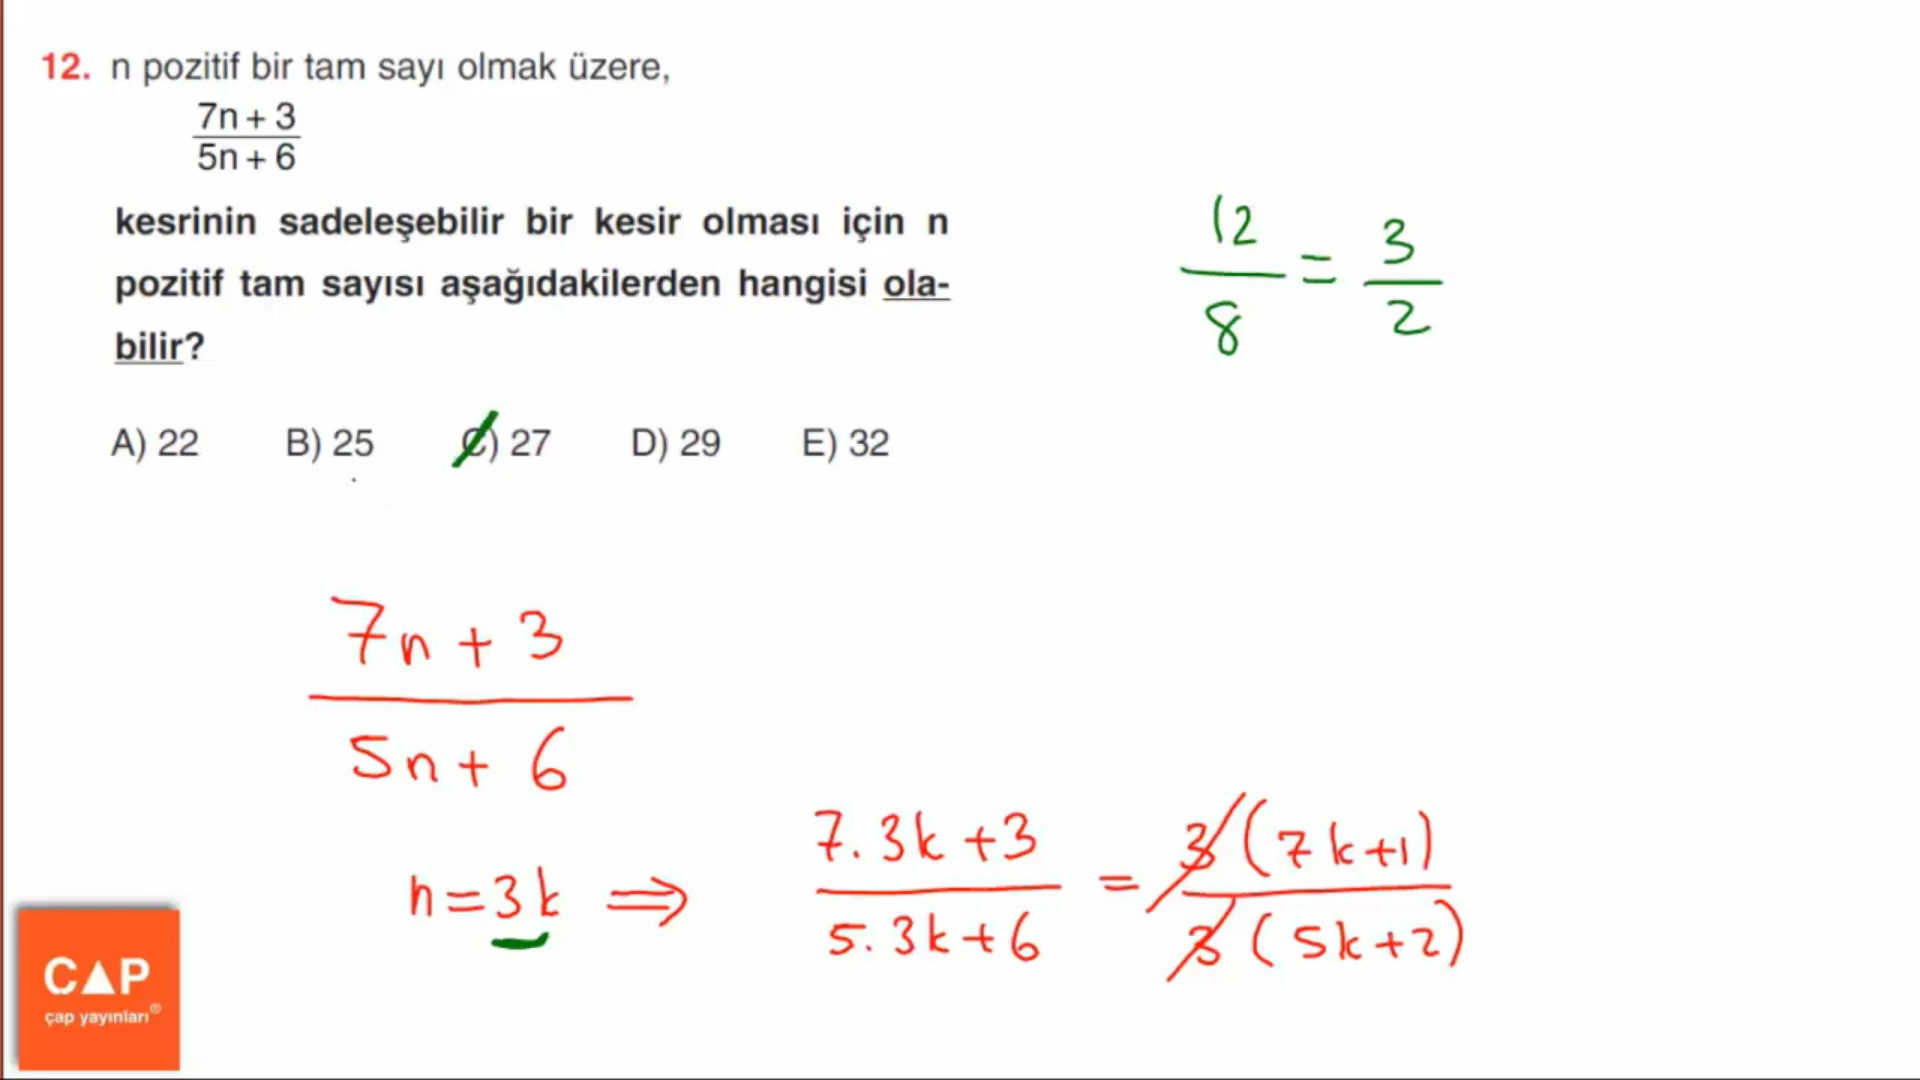 12. n pozitif bir tam sayı olmak üzere,
7n + 3
5n + 6
kesrinin sadeleşebilir bir kesir olması için n
pozitif tam sayısı aşağıdakilerden hangisi ola-
bilir?
A) 22 B) 25 C) 27 D) 29 E) 32
12/8 = 3/2
7n + 3
5n + 6
n = 3k ⇒ (7.3k + 3)/(5.3k + 6) = 3(7k+1)/3(5k+2)
CAP
çap yayınları®